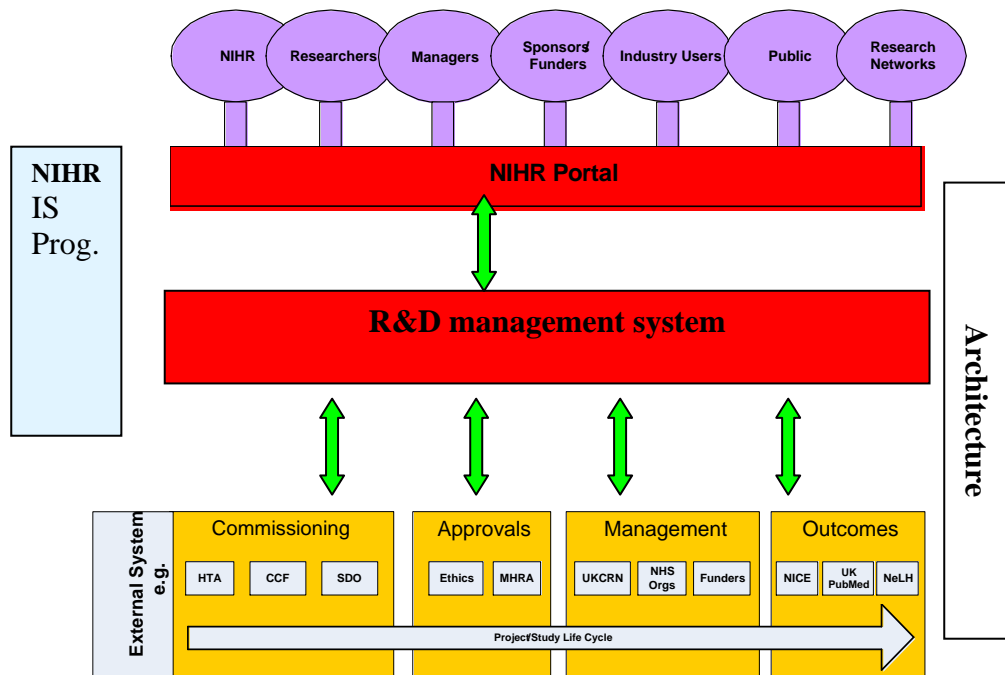 NIHR
Researchers
Managers
Sponsors/
Funders
Industry Users
Public
Research
Networks
NIHR
IS
Prog.
NIHR Portal
R&D management system
Architecture
External System
e.g.
Commissioning
HTA
CCF
SDO
Approvals
Ethics
MHRA
Management
UKCRN
NHS
Orgs
Funders
Outcomes
NICE
UK
PubMed
NeLH
Project/Study Life Cycle